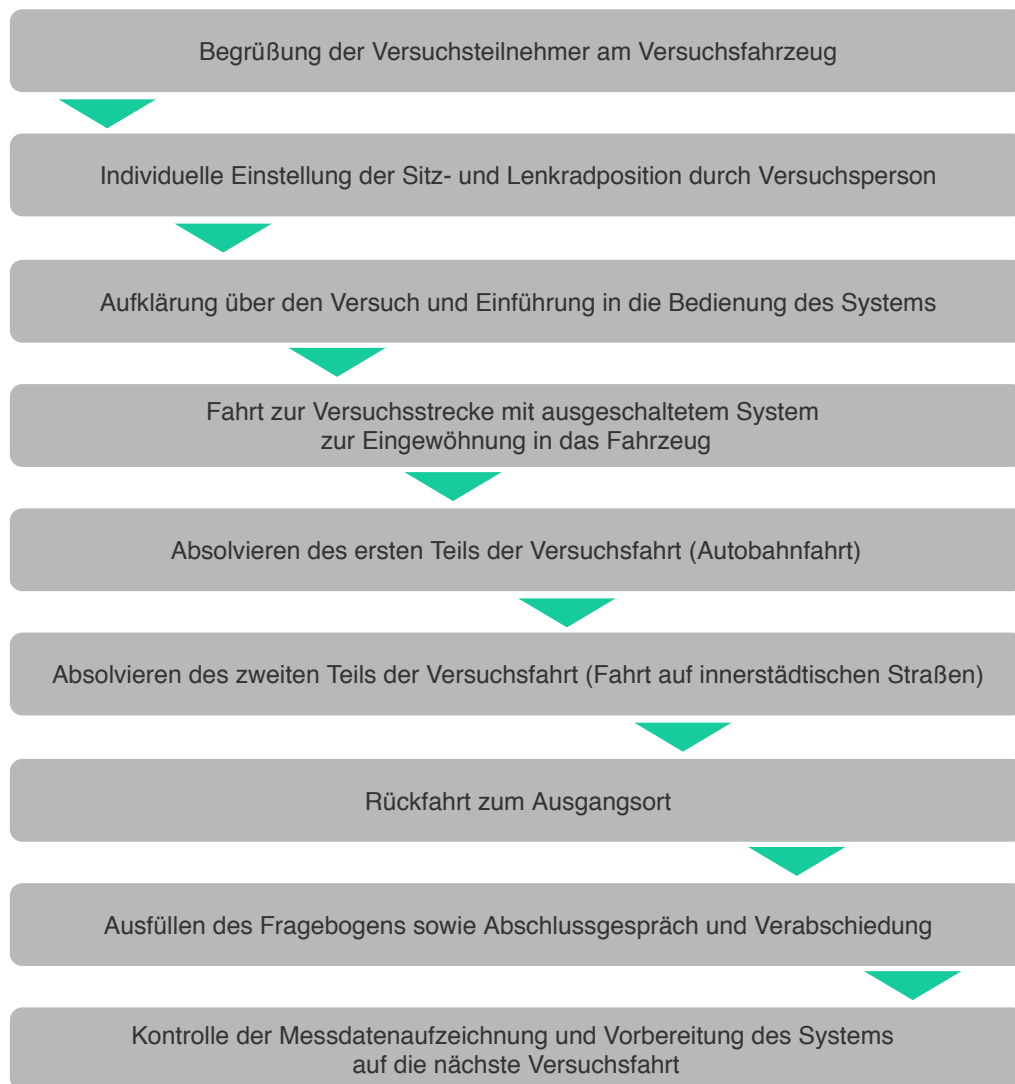 Begrüßung der Versuchsteilnehmer am Versuchsfahrzeug
Individuelle Einstellung der Sitz- und Lenkradposition durch Versuchsperson
Aufklärung über den Versuch und Einführung in die Bedienung des Systems
Fahrt zur Versuchsstrecke mit ausgeschaltetem System
zur Eingewöhnung in das Fahrzeug
Absolvieren des ersten Teils der Versuchsfahrt (Autobahnfahrt)
Absolvieren des zweiten Teils der Versuchsfahrt (Fahrt auf innerstädtischen Straßen)
Rückfahrt zum Ausgangsort
Ausfüllen des Fragebogens sowie Abschlussgespräch und Verabschiedung
Kontrolle der Messdatenaufzeichnung und Vorbereitung des Systems
auf die nächste Versuchsfahrt